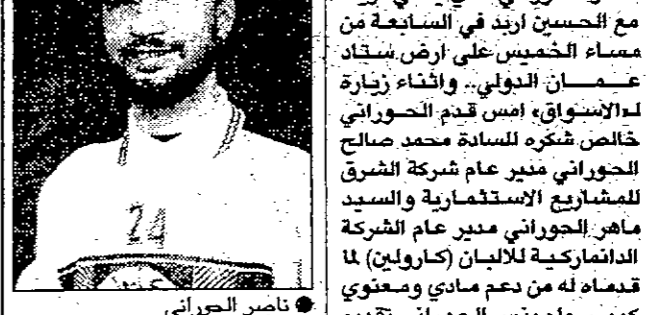 مع الحسين اربد في السابعة من
مساء الخميس على ارض ستاد
عمان الدولي.. واثناء زيارة
لـ«الاسواق» امس قدم الحوراني
خالص شكره للسادة محمد صالح
الحوراني مدير عام شركة الشرق
للمشاريع الاستثمارية والسيد
ماهر الحوراني مدير عام الشركة
الدانماركية للالبان (كارولين) لما
قدماه له من دعم مادي ومعنوي
24
ناصر الحوراني